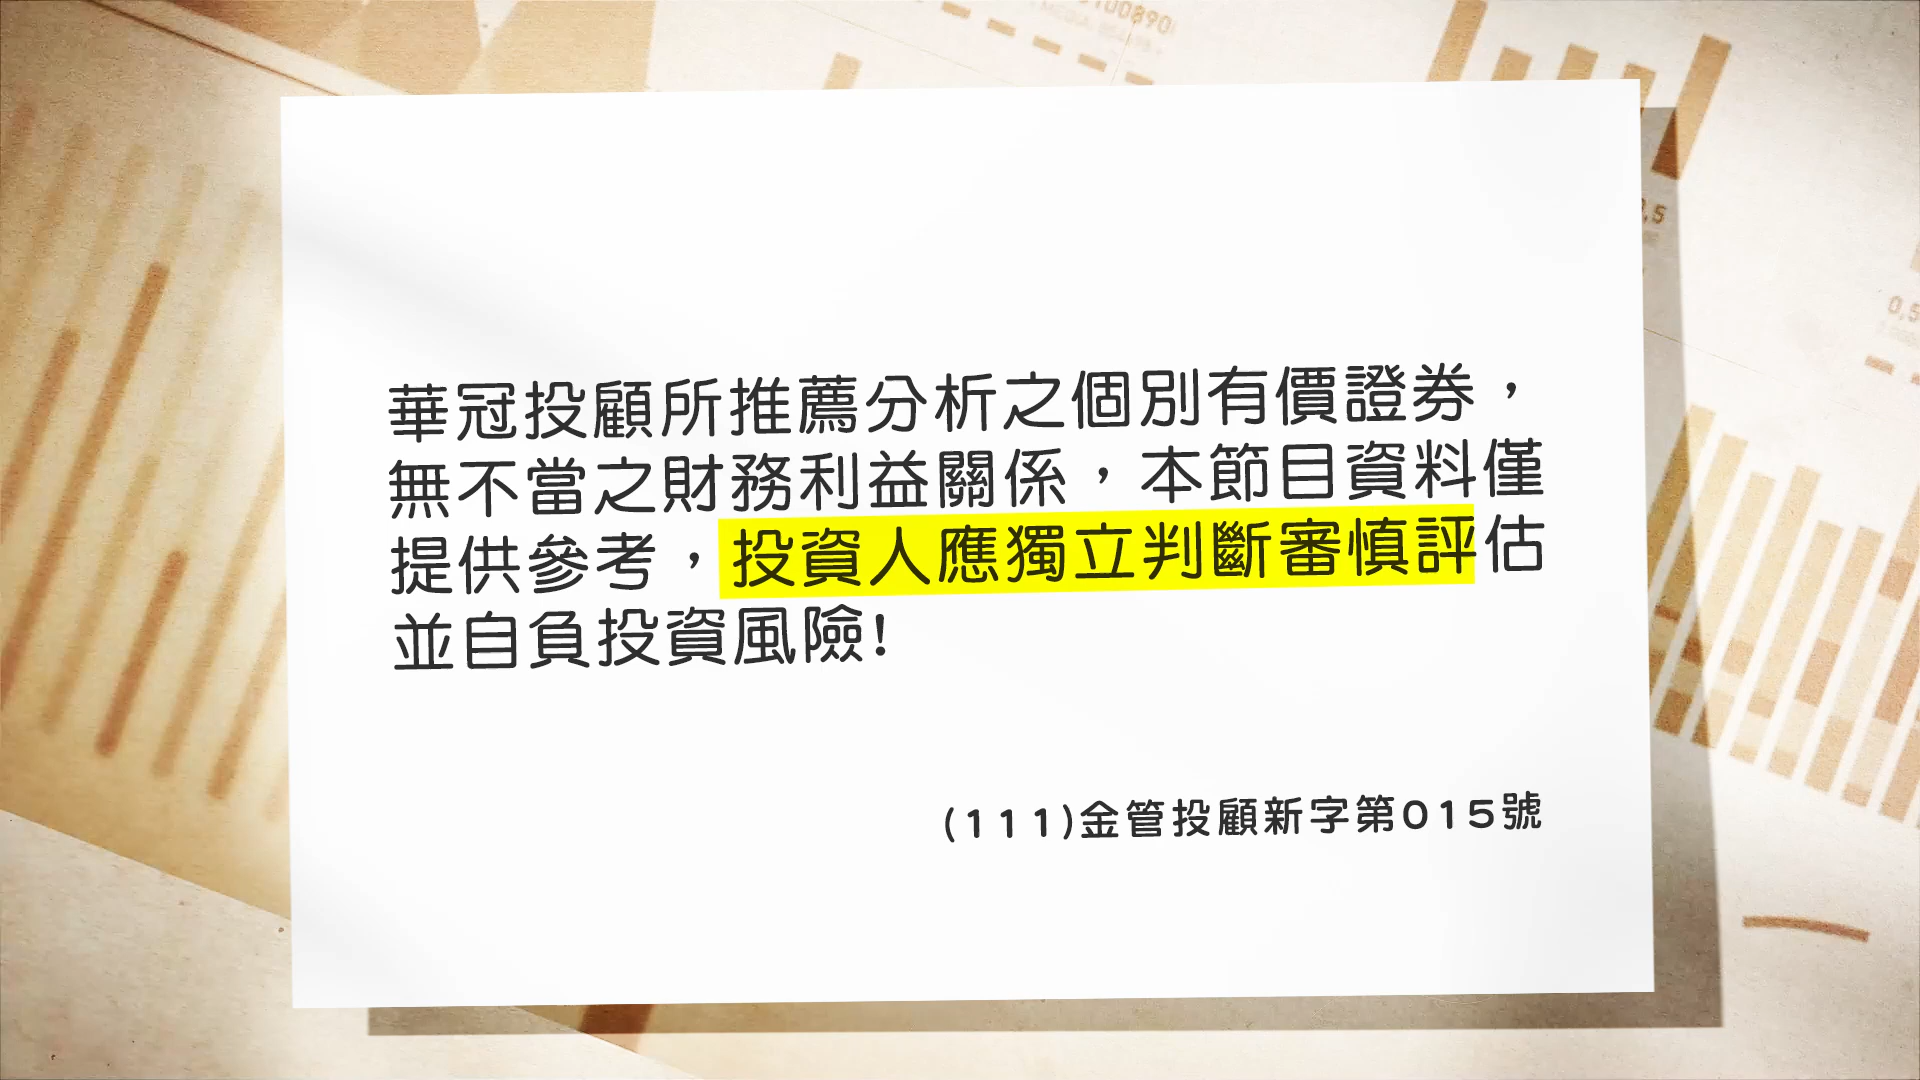 華冠投顧所推薦分析之個別有價證券，
無不當之財務利益關係，本節目資料僅
提供參考，投資人應獨立判斷審慎評估
並自負投資風險!
(111)金管投顧新字第015號